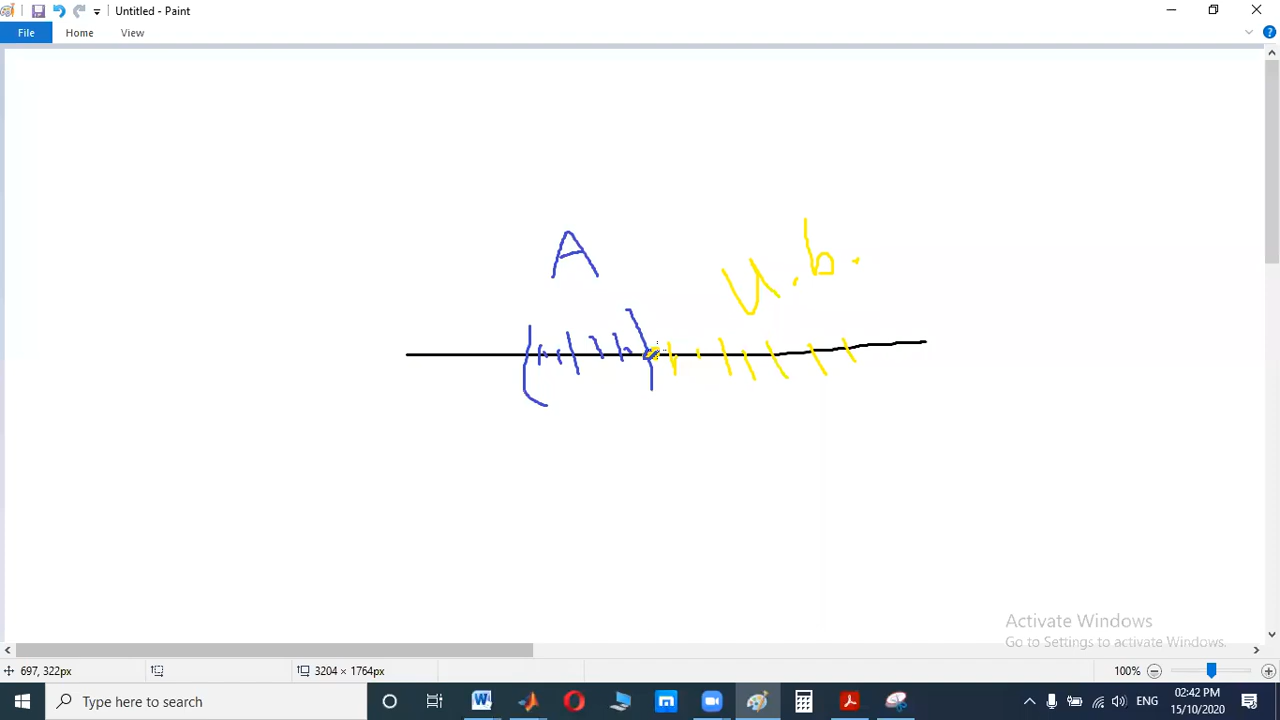 Untitled - Paint
File Home View
A
U.b.
Activate Windows
Go to Settings to activate Windows.
697, 322px
3204 × 1764px
100%
Type here to search
ENG
02:42 PM
15/10/2020